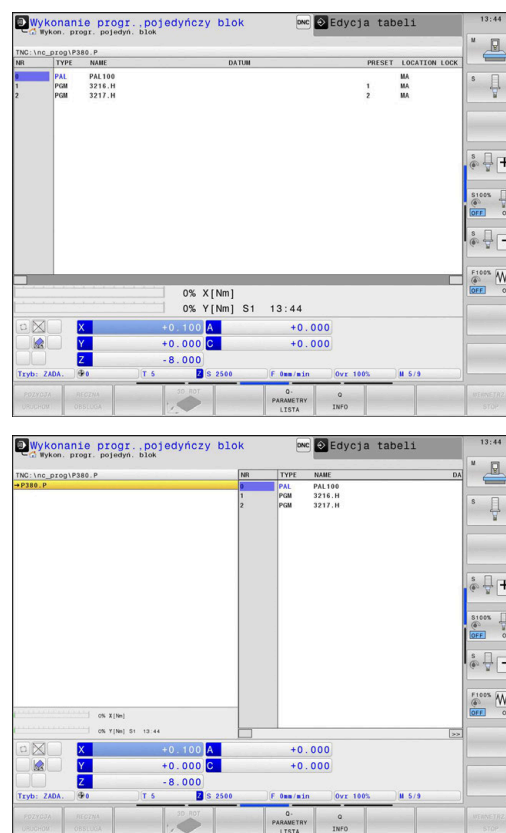 Wykonanie progr.,pojedyńczy blok DNC Edycja tabeli 13:44
Wykon. progr. pojedyń. blok
TNC:\nc_prog\P380.P
NR TYPE NAME DATUM PRESET LOCATION LOCK
0 PAL PAL100 MA
1 PGM 3216.H 1 MA
2 PGM 3217.H 2 MA
M
S
S
S100%
OFF
S
F100%
OFF
0% X[Nm]
0% Y[Nm] S1 13:44
X +0.100 A +0.000
Y +0.000 C +0.000
Z -8.000
Tryb: ZADA. 0 T 5 Z S 2500 F 0mm/min Ovr 100% M 5/9
3D ROT
Q-
PARAMETRY
LISTA
Q
INFO
WEWNETRZ
STOP
Wykonanie progr.,pojedyńczy blok DNC Edycja tabeli 13:44
Wykon. progr. pojedyń. blok
TNC:\nc_prog\P380.P NR TYPE NAME DA
→P380.P 0 PAL PAL100
1 PGM 3216.H
2 PGM 3217.H
M
S
S
S100%
OFF
S
F100%
OFF
0% X[Nm]
0% Y[Nm] S1 13:44
>>
X +0.100 A +0.000
Y +0.000 C +0.000
Z -8.000
Tryb: ZADA. 0 T 5 Z S 2500 F 0mm/min Ovr 100% M 5/9
3D ROT
Q-
PARAMETRY
LISTA
Q
INFO